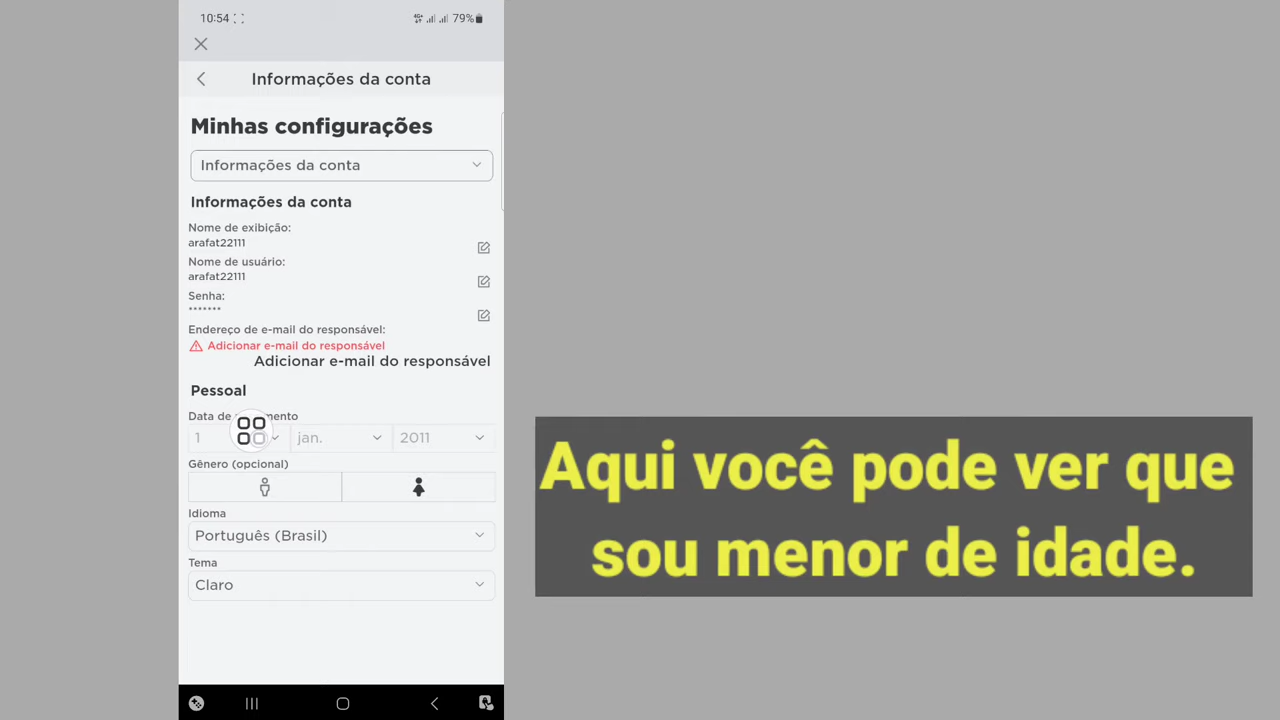 10:54
4G 79%
Informações da conta
Minhas configurações
Informações da conta
Informações da conta
Nome de exibição:
arafat22111
Nome de usuário:
arafat22111
Senha:
*******
Endereço de e-mail do responsável:
Adicionar e-mail do responsável
Adicionar e-mail do responsável
Pessoal
Data de
1 jan. 2011
Gênero (opcional)
Idioma
Português (Brasil)
Tema
Claro
Aqui você pode ver que
sou menor de idade.